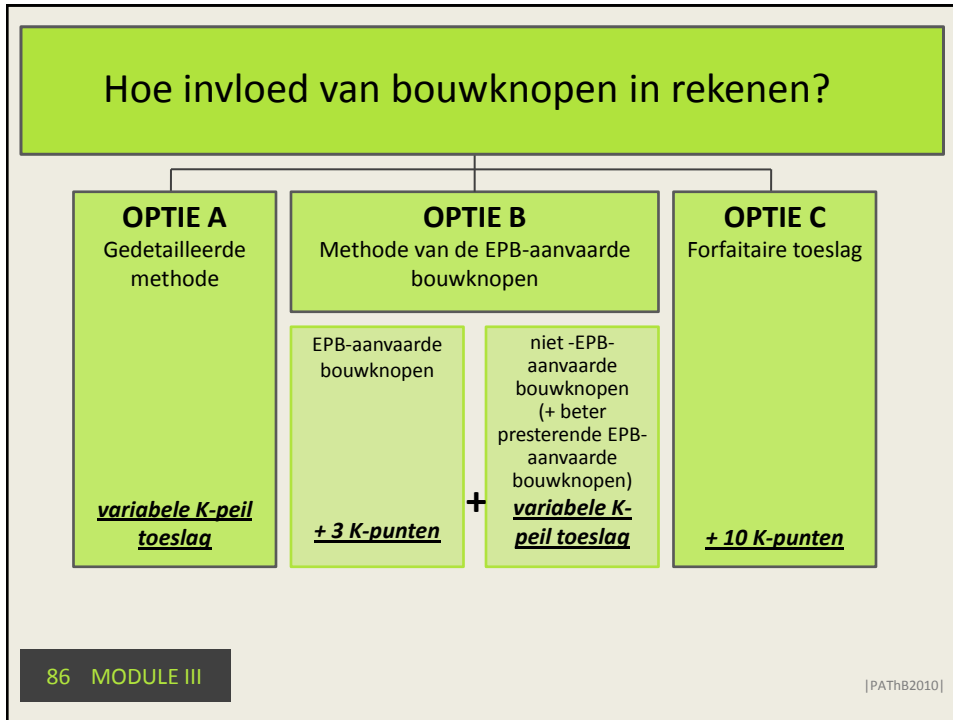 Hoe invloed van bouwknopen in rekenen?
OPTIE A
Gedetailleerde
methode
variabele K-peil
toeslag
OPTIE B
Methode van de EPB-aanvaarde
bouwknopen
EPB-aanvaarde
bouwknopen
+ 3 K-punten
+
niet -EPB-
aanvaarde
bouwknopen
(+ beter
presterende EPB-
aanvaarde
bouwknopen)
variabele K-
peil toeslag
OPTIE C
Forfaitaire toeslag
+ 10 K-punten
86 MODULE III
|PAThB2010|